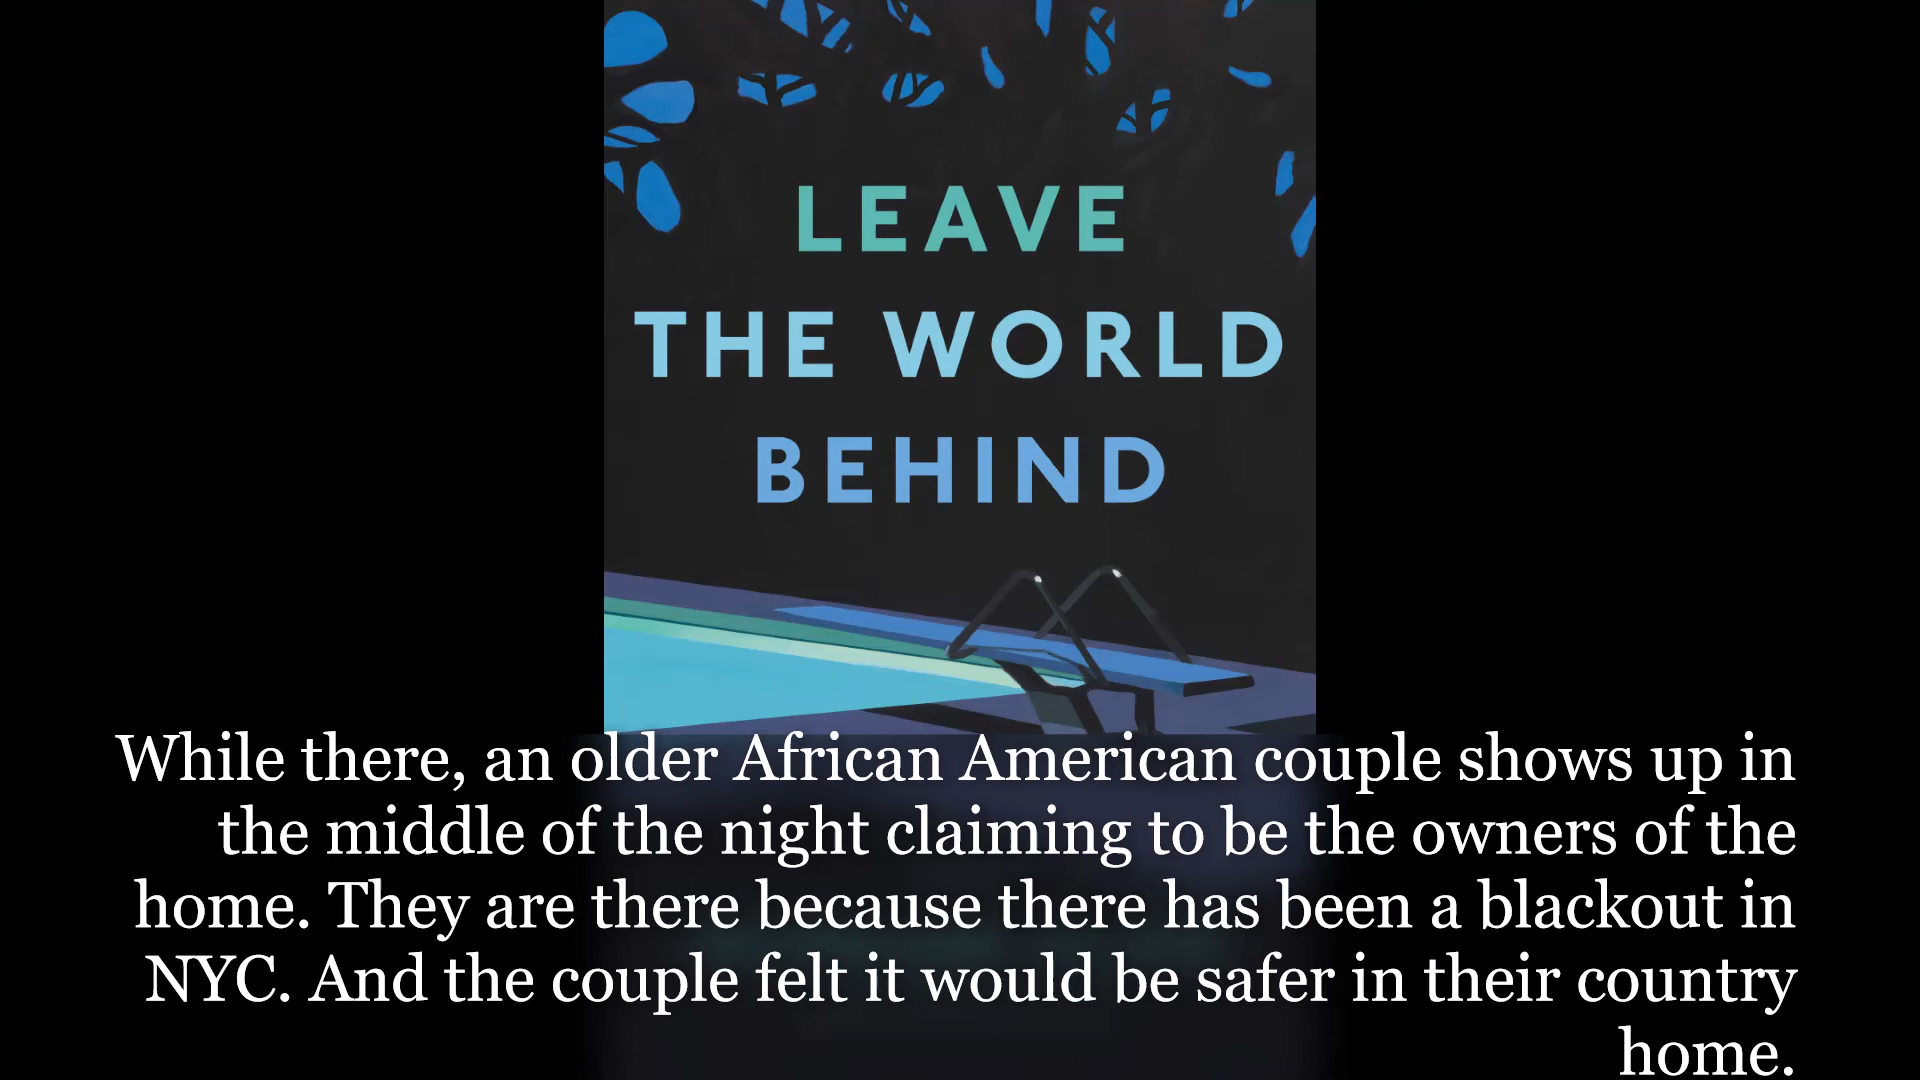 LEAVE
THE WORLD
BEHIND
While there, an older African American couple shows up in
the middle of the night claiming to be the owners of the
home. They are there because there has been a blackout in
NYC. And the couple felt it would be safer in their country
home.